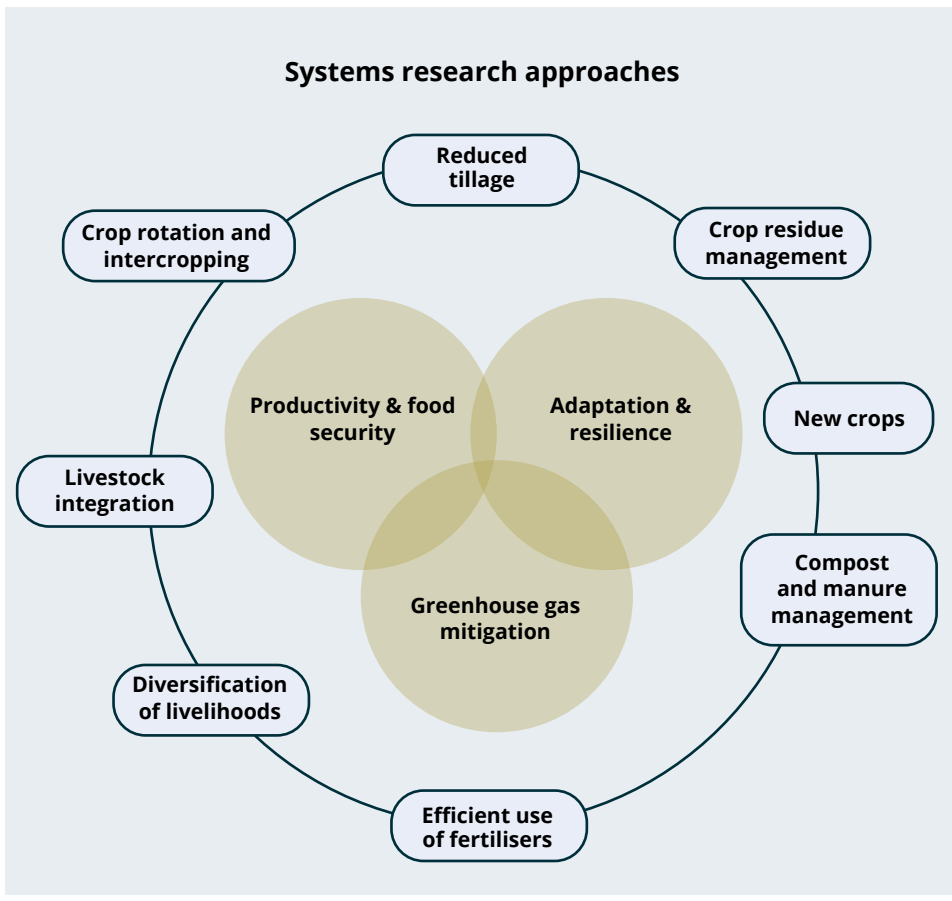 Systems research approaches
Reduced
tillage
Crop rotation and
intercropping
Crop residue
management
Productivity & food
security
Adaptation &
resilience
New crops
Livestock
integration
Compost
and manure
management
Greenhouse gas
mitigation
Diversification
of livelihoods
Efficient use
of fertilisers